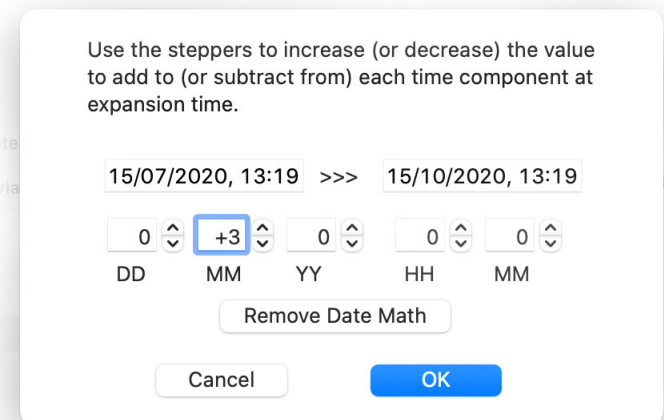 Use the steppers to increase (or decrease) the value
to add to (or subtract from) each time component at
expansion time.
15/07/2020, 13:19 >>> 15/10/2020, 13:19
0 +3 0 0 0
DD MM YY HH MM
Remove Date Math
Cancel OK